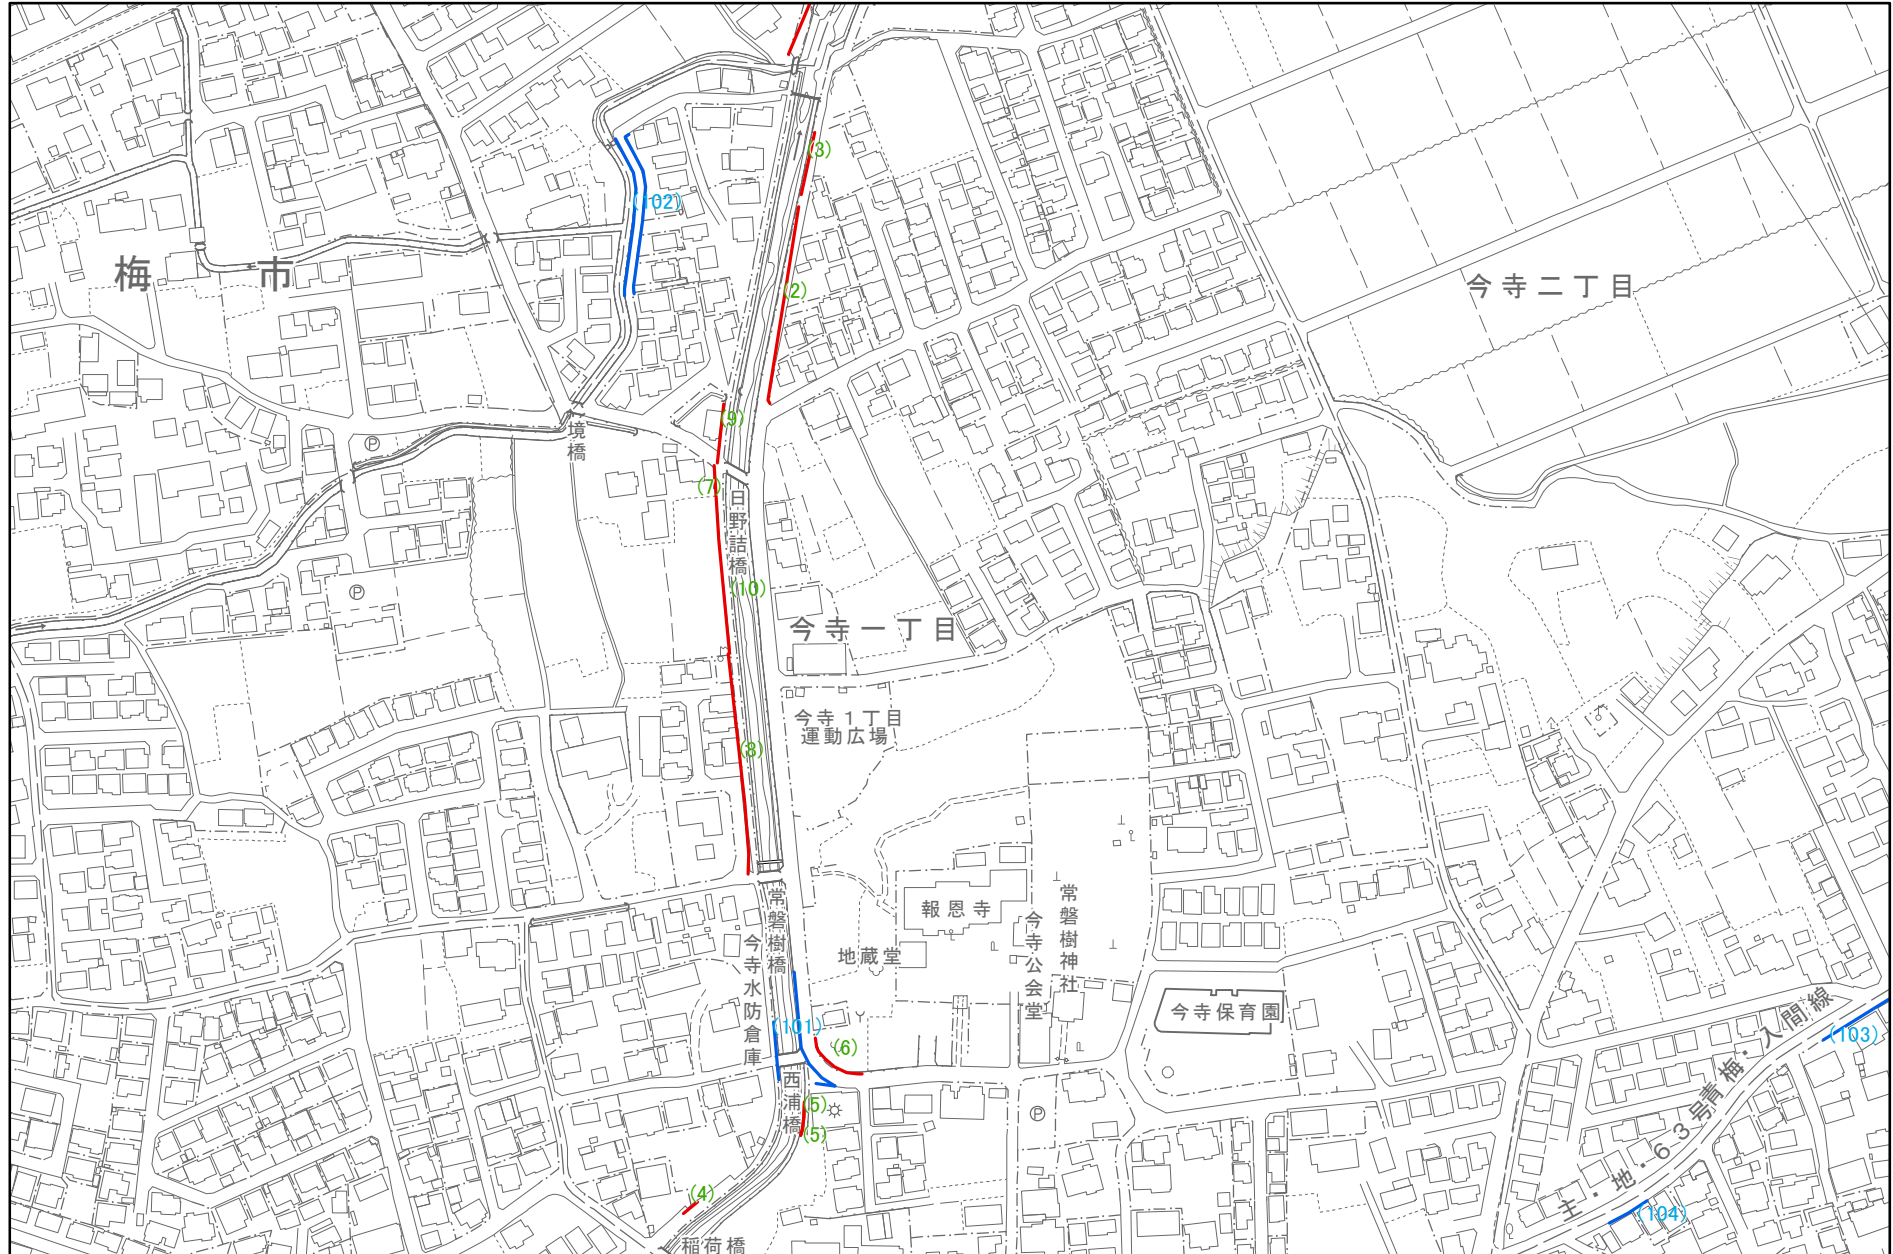 (3)
(102)
梅市
(2)
今寺二丁目
(9)
境橋
Ⓟ
(7)
日野詰橋
(10)
Ⓟ
今寺一丁目
今寺1丁目
運動広場
(8)
常磐樹橋
報恩寺
常磐樹神社
今寺公会堂
地蔵堂
今寺水防倉庫
今寺保育園
(101)
(6)
主・地・63号青梅・入間線
(103)
西浦橋
(5)
Ⓟ
(5)
(4)
(104)
稲荷橋